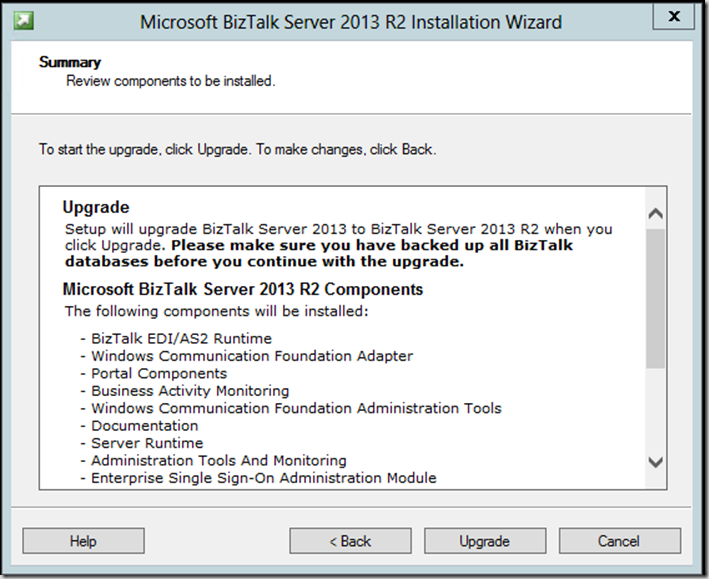 Microsoft BizTalk Server 2013 R2 Installation Wizard
x
Summary
Review components to be installed.
To start the upgrade, click Upgrade. To make changes, click Back.
Upgrade
Setup will upgrade BizTalk Server 2013 to BizTalk Server 2013 R2 when you
click Upgrade. Please make sure you have backed up all BizTalk
databases before you continue with the upgrade.
Microsoft BizTalk Server 2013 R2 Components
The following components will be installed:
- BizTalk EDI/AS2 Runtime
- Windows Communication Foundation Adapter
- Portal Components
- Business Activity Monitoring
- Windows Communication Foundation Administration Tools
- Documentation
- Server Runtime
- Administration Tools And Monitoring
- Enterprise Single Sign-On Administration Module
Help
< Back
Upgrade
Cancel